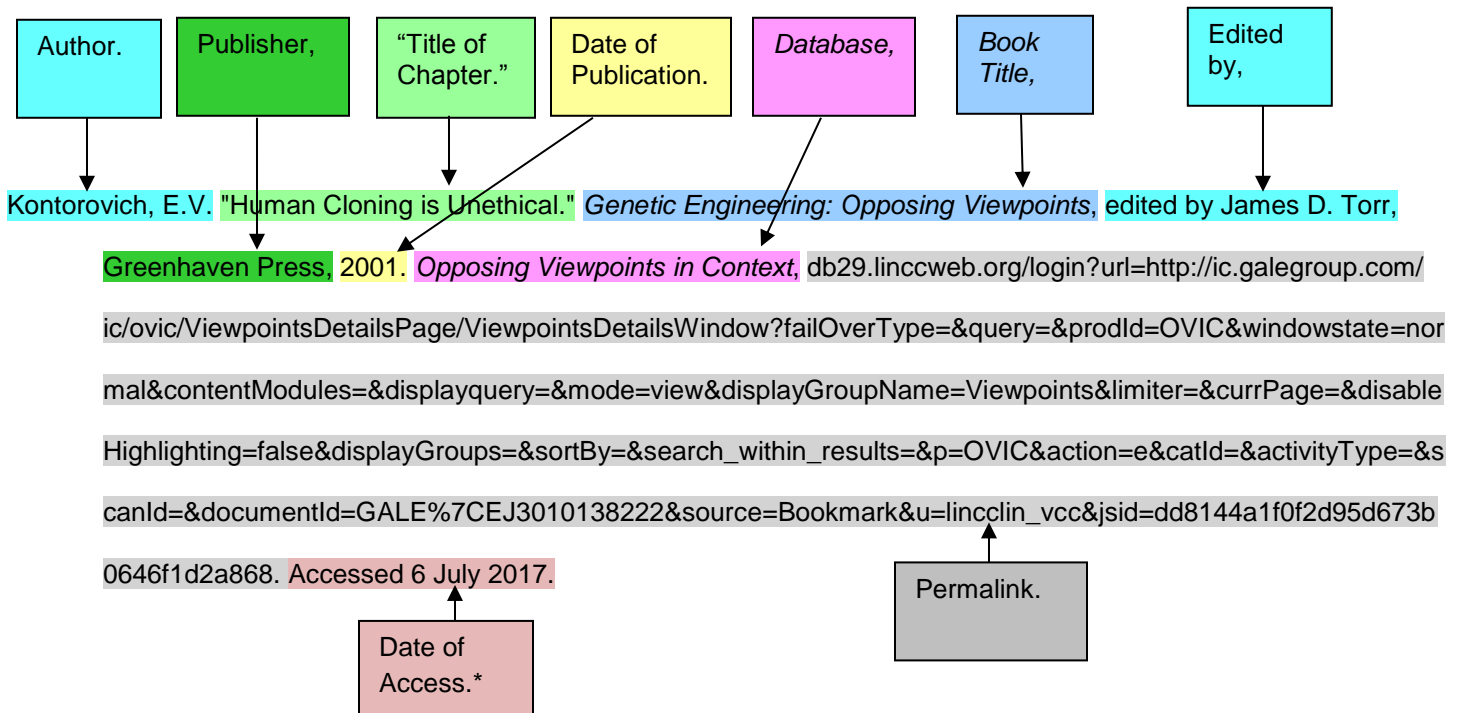 Author.
Publisher,
“Title of
Chapter.”
Date of
Publication.
Database,
Book
Title,
Edited
by,
Kontorovich, E.V. "Human Cloning is Unethical." Genetic Engineering: Opposing Viewpoints, edited by James D. Torr,
Greenhaven Press, 2001. Opposing Viewpoints in Context, db29.linccweb.org/login?url=http://ic.galegroup.com/
ic/ovic/ViewpointsDetailsPage/ViewpointsDetailsWindow?failOverType=&query=&prodId=OVIC&windowstate=nor
mal&contentModules=&displayquery=&mode=view&displayGroupName=Viewpoints&limiter=&currPage=&disable
Highlighting=false&displayGroups=&sortBy=&search_within_results=&p=OVIC&action=e&catId=&activityType=&s
canId=&documentId=GALE%7CEJ3010138222&source=Bookmark&u=lincclin_vcc&jsid=dd8144a1f0f2d95d673b
0646f1d2a868. Accessed 6 July 2017.
Permalink.
Date of
Access.*